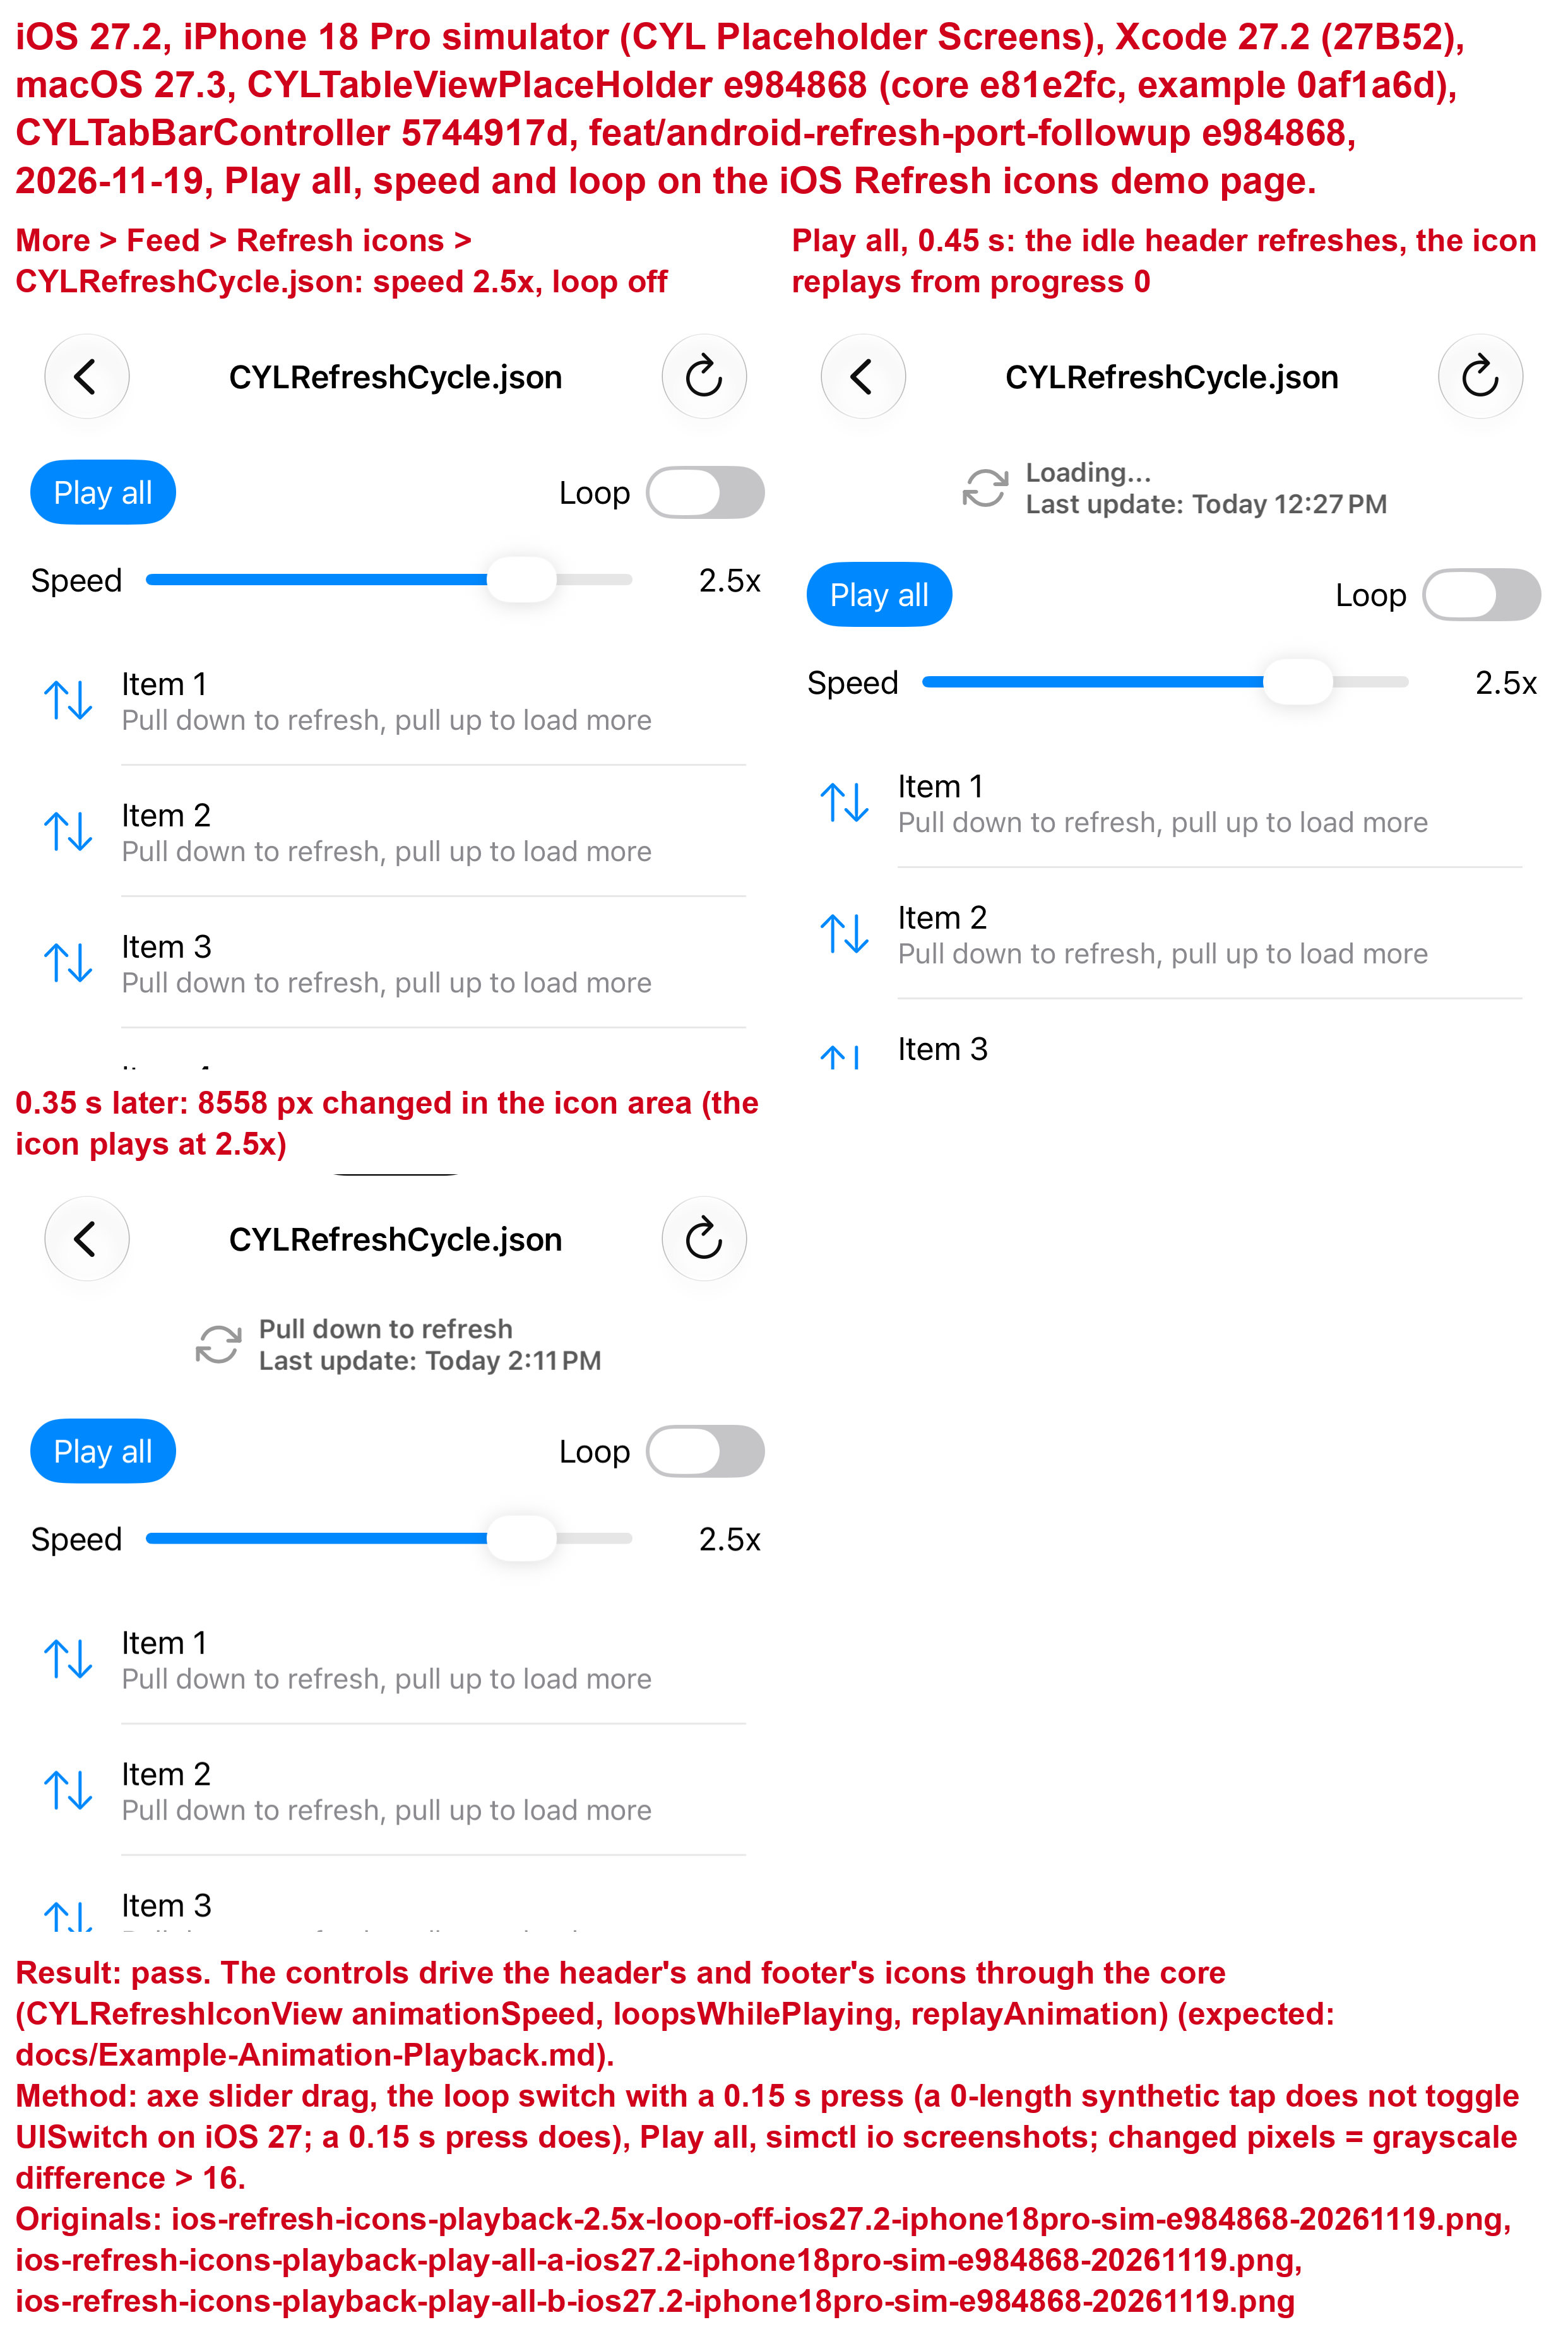 iOS 27.2, iPhone 18 Pro simulator (CYL Placeholder Screens), Xcode 27.2 (27B52),
macOS 27.3, CYLTableViewPlaceHolder e984868 (core e81e2fc, example 0af1a6d),
CYLTabBarController 5744917d, feat/android-refresh-port-followup e984868,
2026-11-19, Play all, speed and loop on the iOS Refresh icons demo page.
More > Feed > Refresh icons >
CYLRefreshCycle.json: speed 2.5x, loop off
CYLRefreshCycle.json
Play all
Loop
Speed
2.5x
Item 1
Pull down to refresh, pull up to load more
Item 2
Pull down to refresh, pull up to load more
Item 3
Pull down to refresh, pull up to load more
Play all, 0.45 s: the idle header refreshes, the icon
replays from progress 0
CYLRefreshCycle.json
Loading...
Last update: Today 12:27 PM
Play all
Loop
Speed
2.5x
Item 1
Pull down to refresh, pull up to load more
Item 2
Pull down to refresh, pull up to load more
Item 3
0.35 s later: 8558 px changed in the icon area (the
icon plays at 2.5x)
CYLRefreshCycle.json
Pull down to refresh
Last update: Today 2:11 PM
Play all
Loop
Speed
2.5x
Item 1
Pull down to refresh, pull up to load more
Item 2
Pull down to refresh, pull up to load more
Item 3
Result: pass. The controls drive the header's and footer's icons through the core
(CYLRefreshIconView animationSpeed, loopsWhilePlaying, replayAnimation) (expected:
docs/Example-Animation-Playback.md).
Method: axe slider drag, the loop switch with a 0.15 s press (a 0-length synthetic tap does not toggle
UISwitch on iOS 27; a 0.15 s press does), Play all, simctl io screenshots; changed pixels = grayscale
difference > 16.
Originals: ios-refresh-icons-playback-2.5x-loop-off-ios27.2-iphone18pro-sim-e984868-20261119.png,
ios-refresh-icons-playback-play-all-a-ios27.2-iphone18pro-sim-e984868-20261119.png,
ios-refresh-icons-playback-play-all-b-ios27.2-iphone18pro-sim-e984868-20261119.png